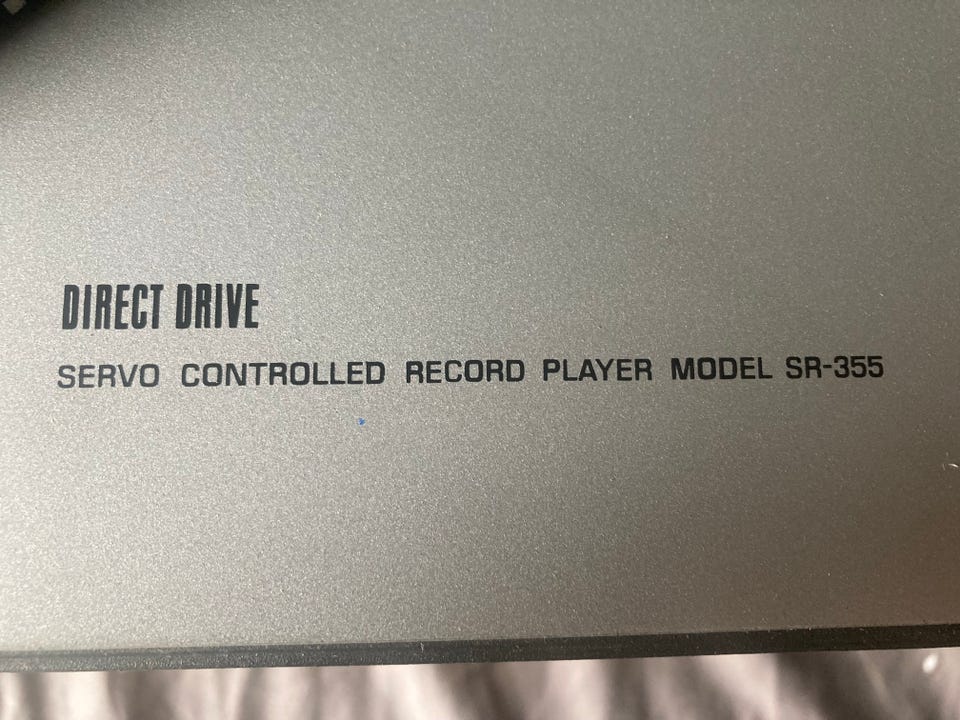 DIRECT DRIVE
SERVO CONTROLLED RECORD PLAYER MODEL SR-355